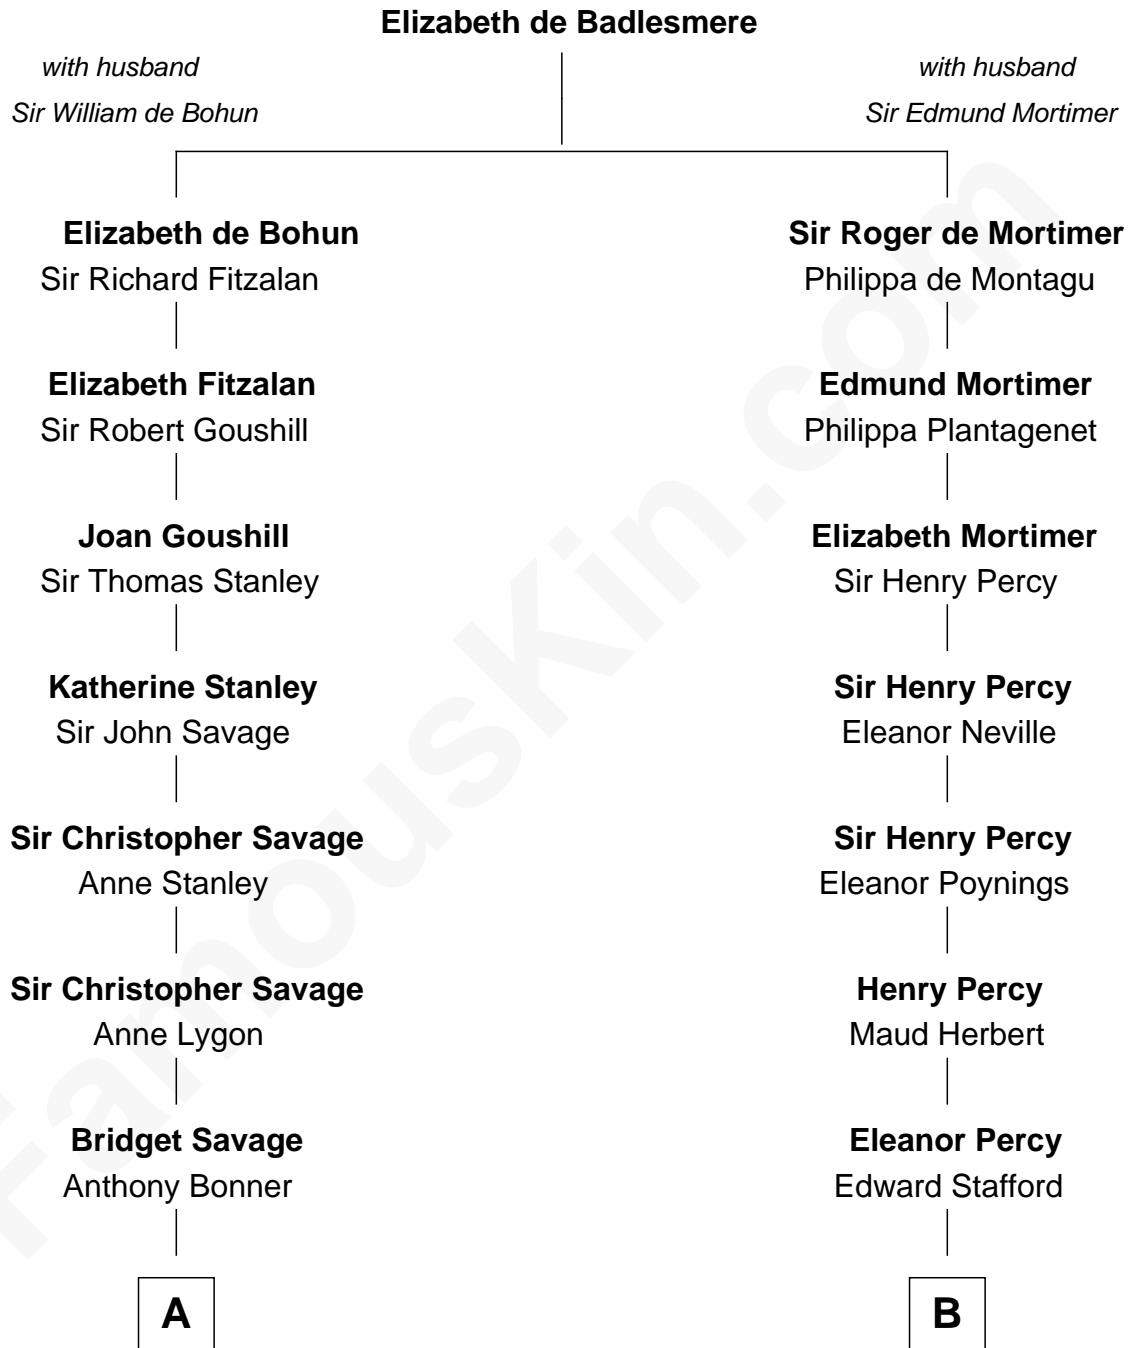 Elizabeth de Badlesmere
with husband
Sir William de Bohun
with husband
Sir Edmund Mortimer
Elizabeth de Bohun
Sir Richard Fitzalan
Sir Roger de Mortimer
Philippa de Montagu
Elizabeth Fitzalan
Sir Robert Goushill
Edmund Mortimer
Philippa Plantagenet
Joan Goushill
Sir Thomas Stanley
Elizabeth Mortimer
Sir Henry Percy
Katherine Stanley
Sir John Savage
Sir Henry Percy
Eleanor Neville
Sir Christopher Savage
Anne Stanley
Sir Henry Percy
Eleanor Poynings
Sir Christopher Savage
Anne Lygon
Henry Percy
Maud Herbert
Bridget Savage
Anthony Bonner
Eleanor Percy
Edward Stafford
A
B
FamousKin.com